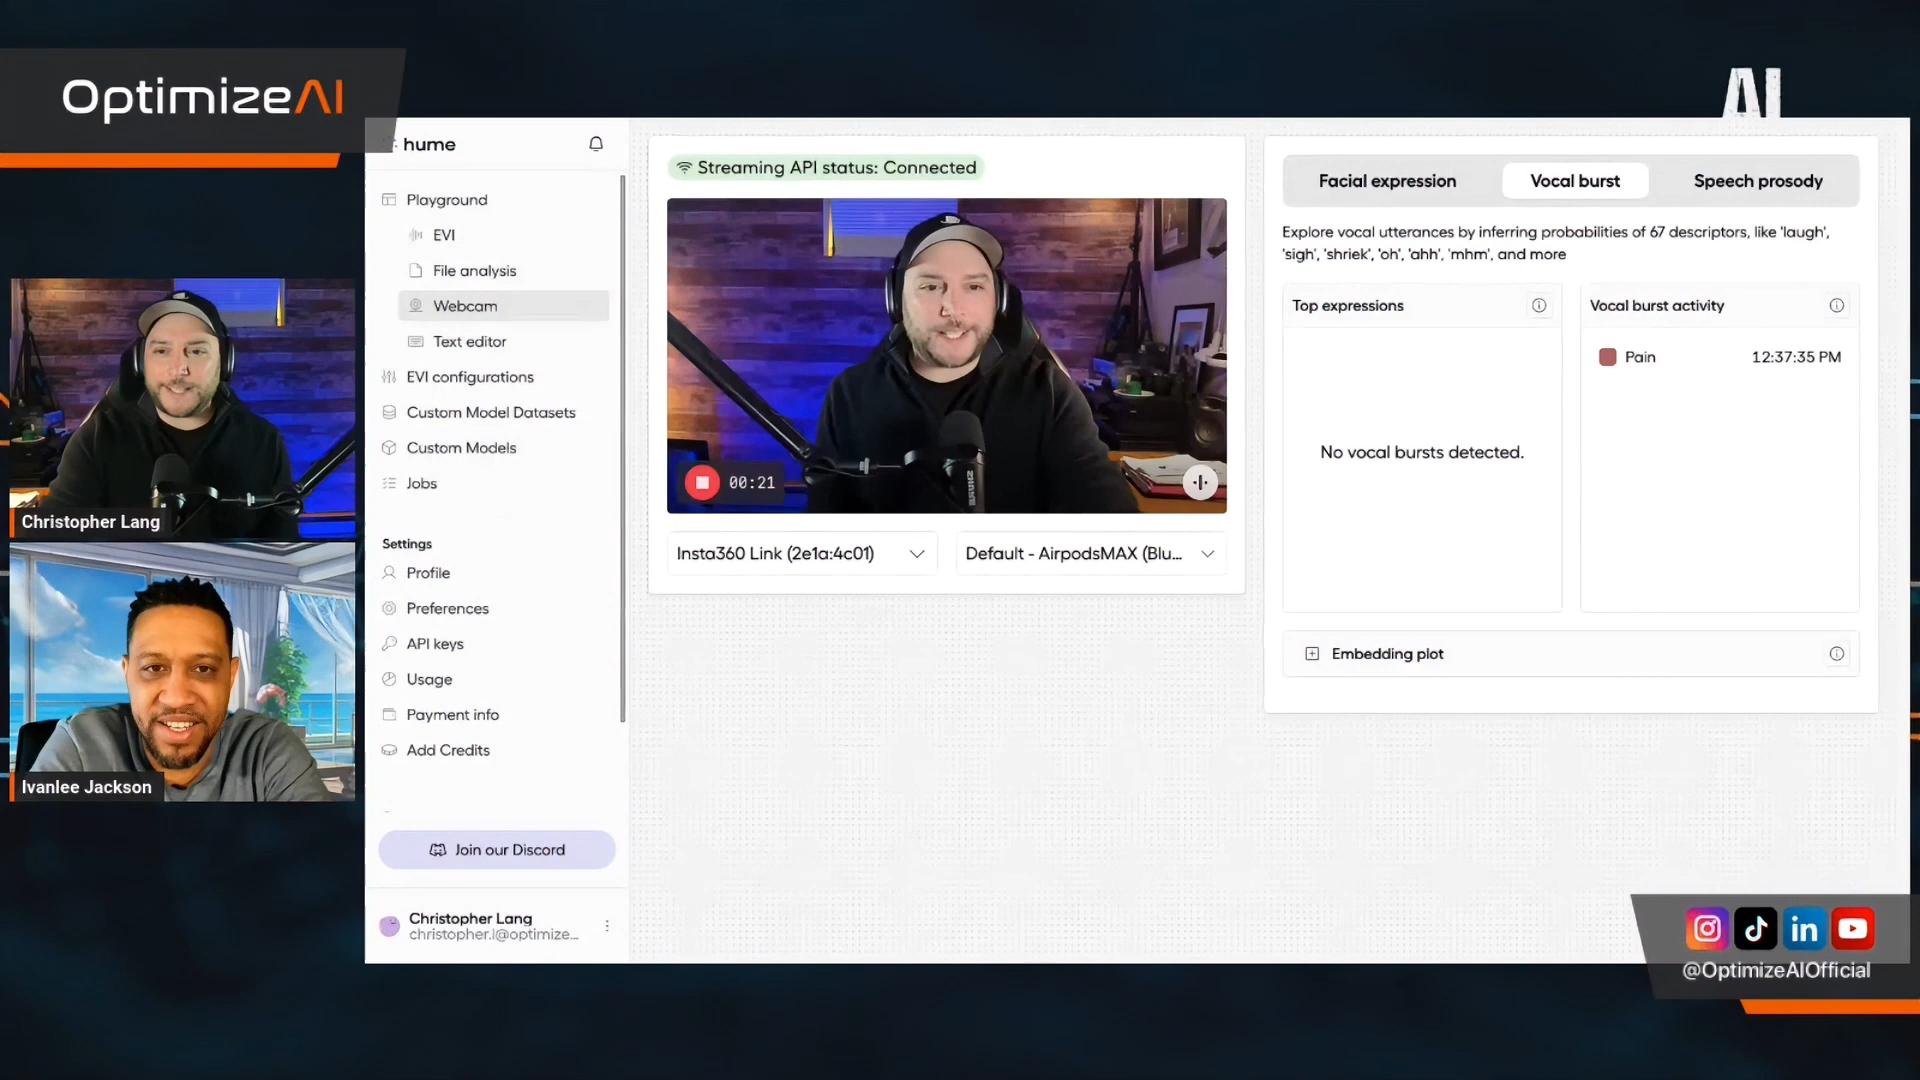 OptimizeAI
AI
hume
Playground
EVI
File analysis
Webcam
Text editor
EVI configurations
Custom Model Datasets
Custom Models
Jobs
Settings
Profile
Preferences
API keys
Usage
Payment info
Add Credits
Join our Discord
Christopher Lang
christopher.l@optimize...
Streaming API status: Connected
00:21
Insta360 Link (2e1a:4c01)
Default - AirpodsMAX (Blu...
Facial expression
Vocal burst
Speech prosody
Explore vocal utterances by inferring probabilities of 67 descriptors, like 'laugh',
'sigh', 'shriek', 'oh', 'ahh', 'mhm', and more
Top expressions
No vocal bursts detected.
Vocal burst activity
Pain 12:37:35 PM
Embedding plot
Christopher Lang
Ivanlee Jackson
in
@OptimizeAIOfficial